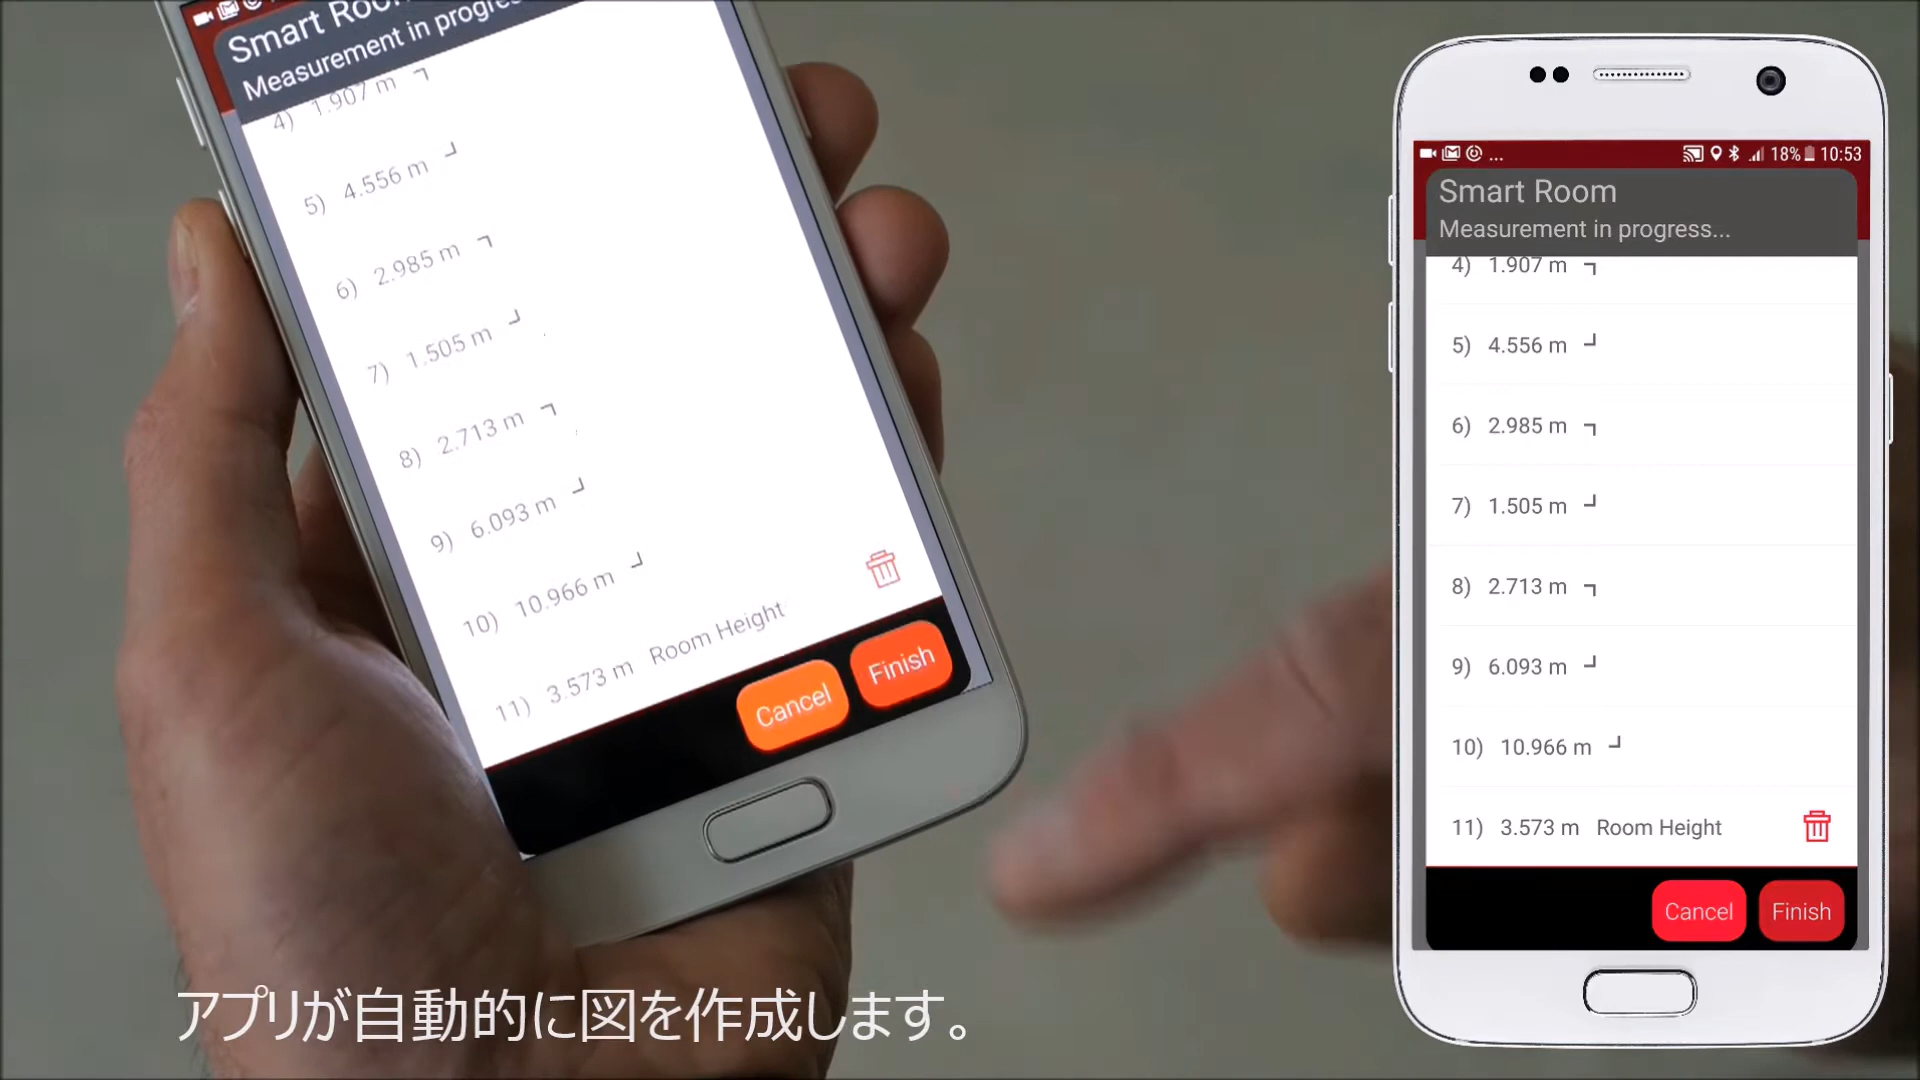 Smart Roo
Measurement in progre
4) 1.907 m
5) 4.556 m
6) 2.985 m
7) 1.505 m
8) 2.713 m
9) 6.093 m
10) 10.966 m
11) 3.573 m Room Height
Cancel Finish
アプリが自動的に図を作成します。
... 18% 10:53
Smart Room
Measurement in progress...
4) 1.907 m
5) 4.556 m
6) 2.985 m
7) 1.505 m
8) 2.713 m
9) 6.093 m
10) 10.966 m
11) 3.573 m Room Height
Cancel Finish